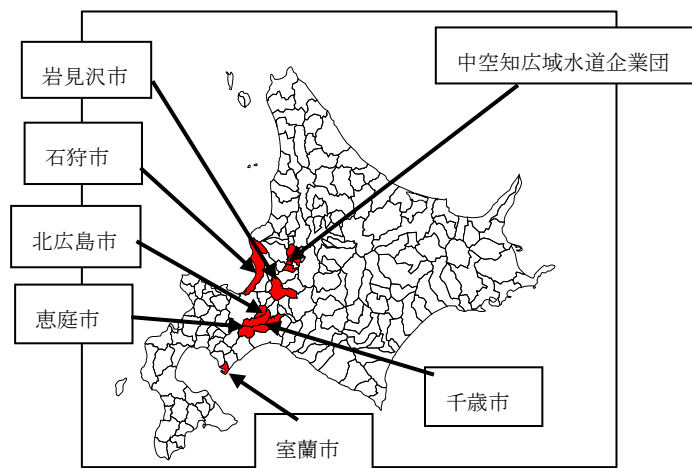 岩見沢市
中空知広域水道企業団
石狩市
北広島市
恵庭市
千歳市
室蘭市